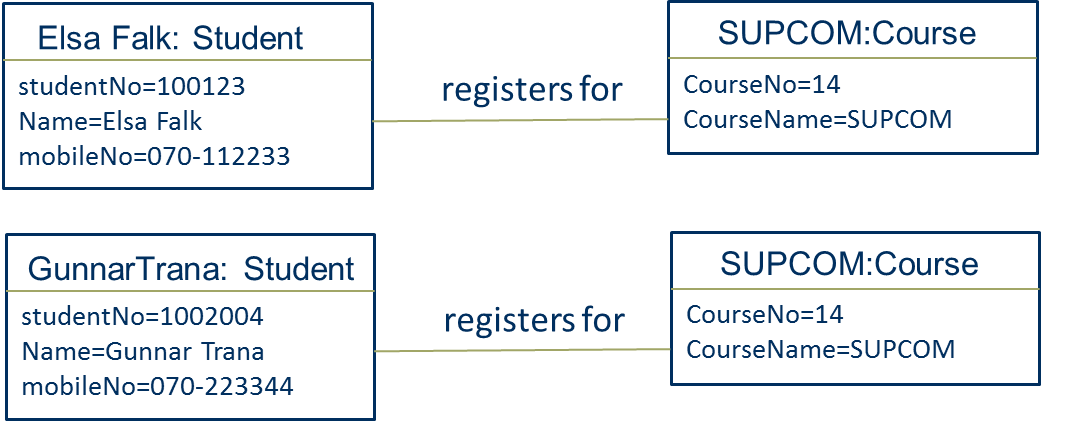 Elsa Falk: Student
studentNo=100123
Name=Elsa Falk
mobileNo=070-112233
registers for
SUPCOM:Course
CourseNo=14
CourseName=SUPCOM
GunnarTrana: Student
studentNo=1002004
Name=Gunnar Trana
mobileNo=070-223344
registers for
SUPCOM:Course
CourseNo=14
CourseName=SUPCOM